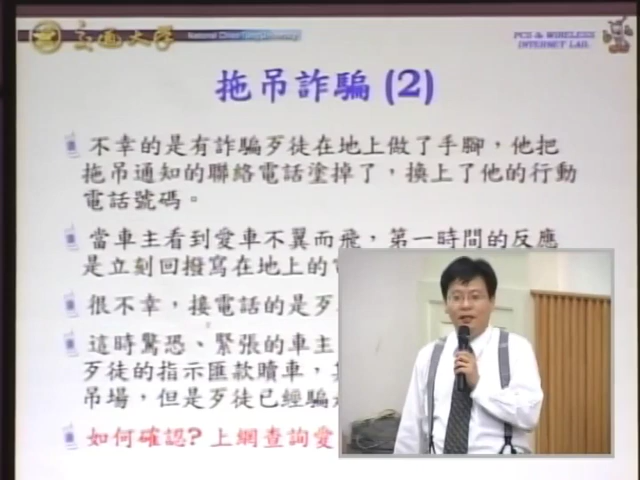 交通大學
National Chiao Tung University
PCS & WIRELESS
INTERNET LAB.
拖吊詐騙 (2)
不幸的是有詐騙歹徒在地上做了手腳，他把
拖吊通知的聯絡電話塗掉了，換上了他的行動
電話號碼。
當車主看到愛車不翼而飛，第一時間的反應
是立刻回撥寫在地上的
很不幸，接電話的是歹
這時驚恐、緊張的車主
歹徒的指示匯款贖車，
吊場，但是歹徒已經騙
如何確認? 上網查詢愛